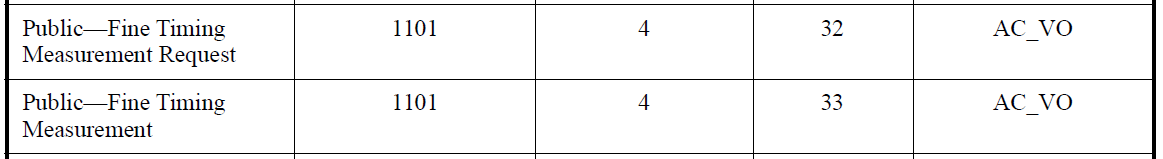 Public—Fine Timing Measurement Request 1101 4 32 AC_VO
Public—Fine Timing Measurement 1101 4 33 AC_VO